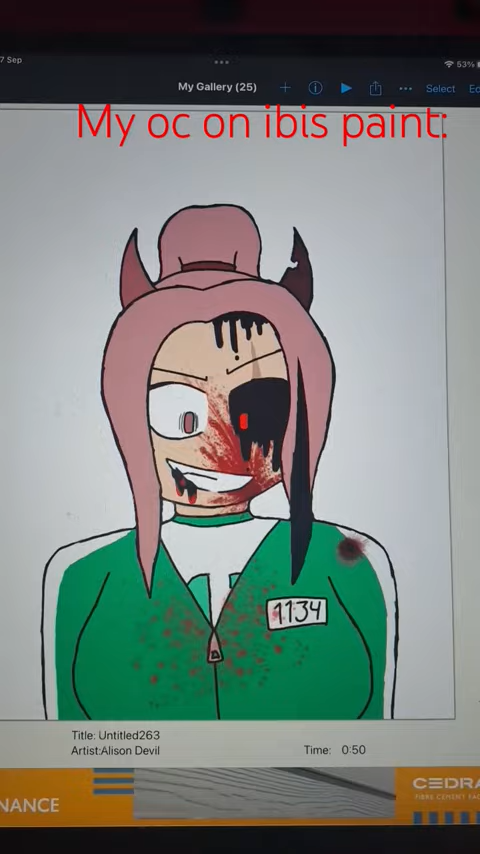 7 Sep
53%
My Gallery (25)
Select
My oc on ibis paint:
1134
Title: Untitled263
Artist:Alison Devil
Time: 0:50
NANCE
CEDRA
FIBRE CEMENT FAC